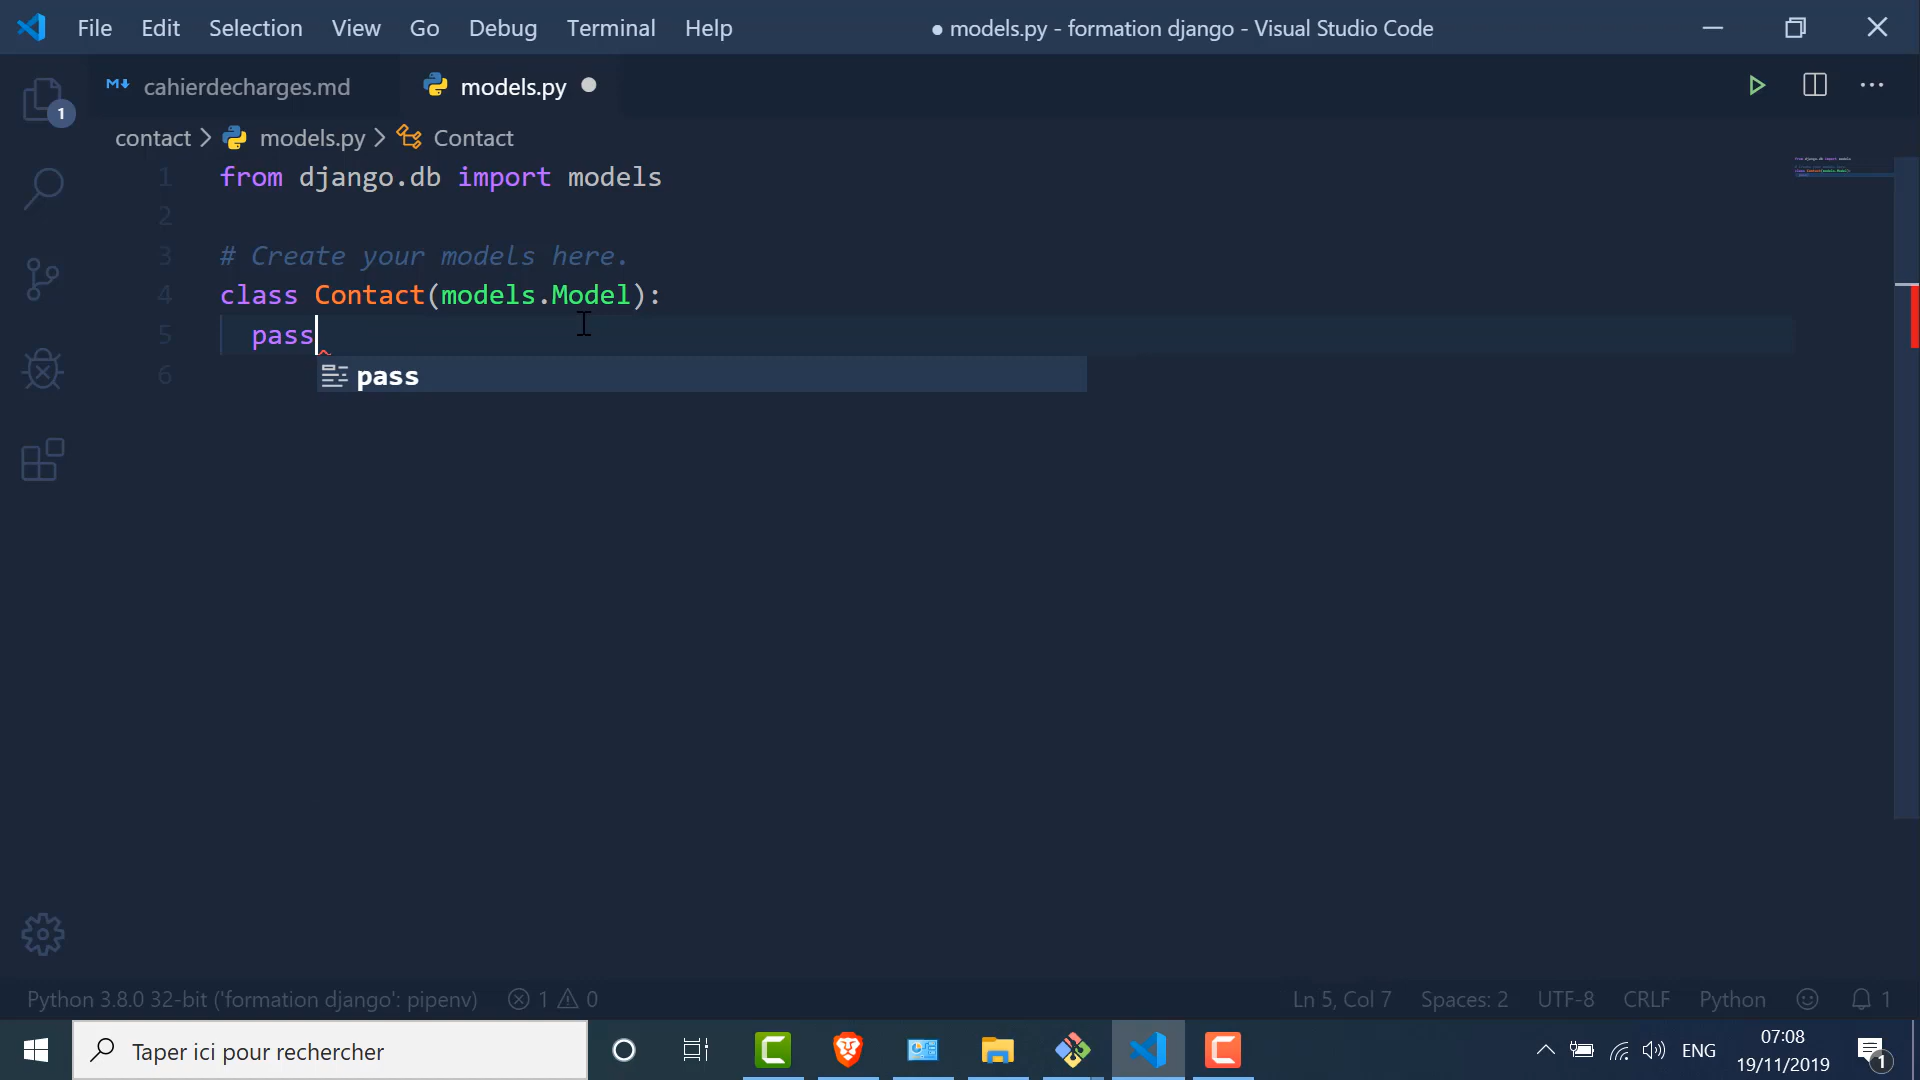 File Edit Selection View Go Debug Terminal Help ● models.py - formation django - Visual Studio Code
cahierdecharges.md models.py
contact > models.py > Contact
1 from django.db import models
2
3 # Create your models here.
4 class Contact(models.Model):
5 pass
pass
6
1
Python 3.8.0 32-bit ('formation django': pipenv) 1 0 Ln 5, Col 7 Spaces: 2 UTF-8 CRLF Python 1
Taper ici pour rechercher ENG 07:08
19/11/2019 1